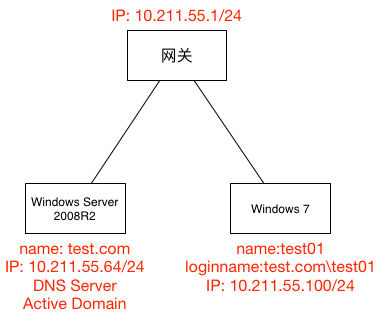 IP: 10.211.55.1/24
网关
Windows Server
2008R2
Windows 7
name: test.com
IP: 10.211.55.64/24
DNS Server
Active Domain
name:test01
loginname:test.com\test01
IP: 10.211.55.100/24